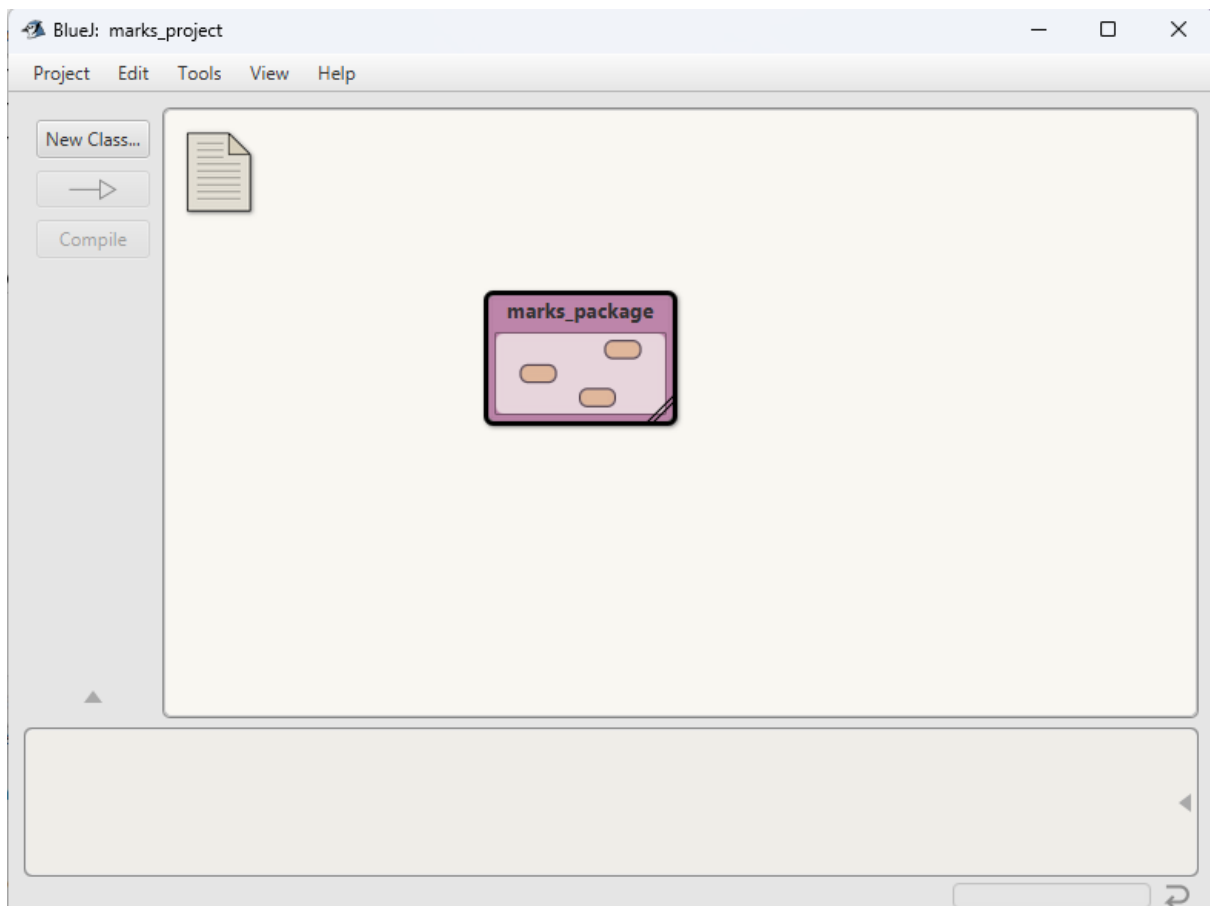 BlueJ: marks_project
Project Edit Tools View Help
New Class...
Compile
marks_package